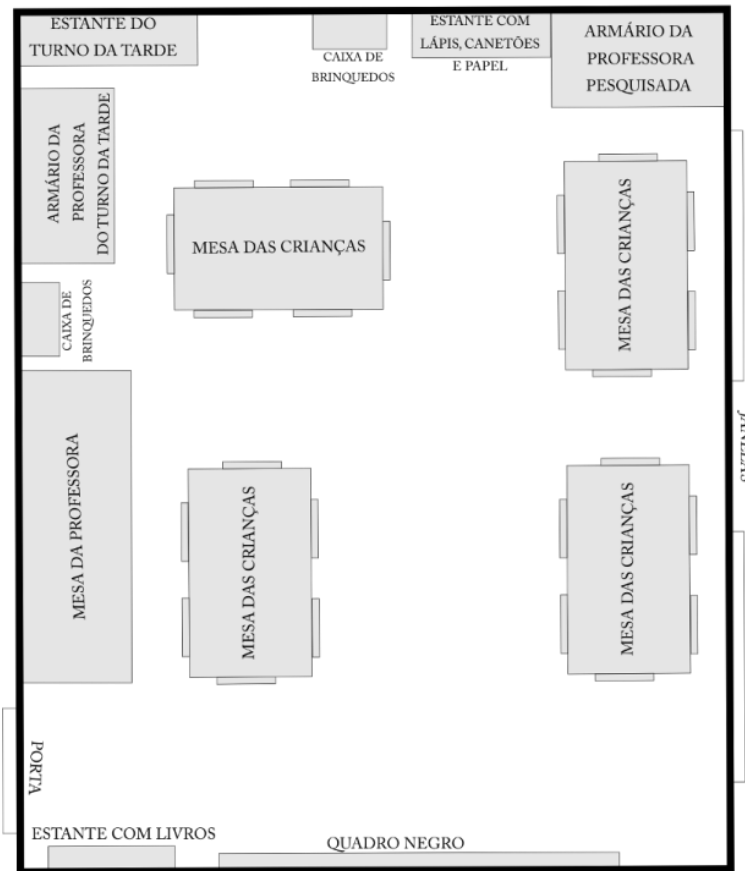 ESTANTE DO
TURNO DA TARDE
CAIXA DE
BRINQUEDOS
ESTANTE COM
LÁPIS, CANETÕES
E PAPEL
ARMÁRIO DA
PROFESSORA
PESQUISADA
ARMÁRIO DA
PROFESSORA
DO TURNO DA TARDE
MESA DAS CRIANÇAS
MESA DAS CRIANÇAS
CAIXA DE
BRINQUEDOS
JANELAS
MESA DA PROFESSORA
MESA DAS CRIANÇAS
MESA DAS CRIANÇAS
PORTA
ESTANTE COM LIVROS
QUADRO NEGRO